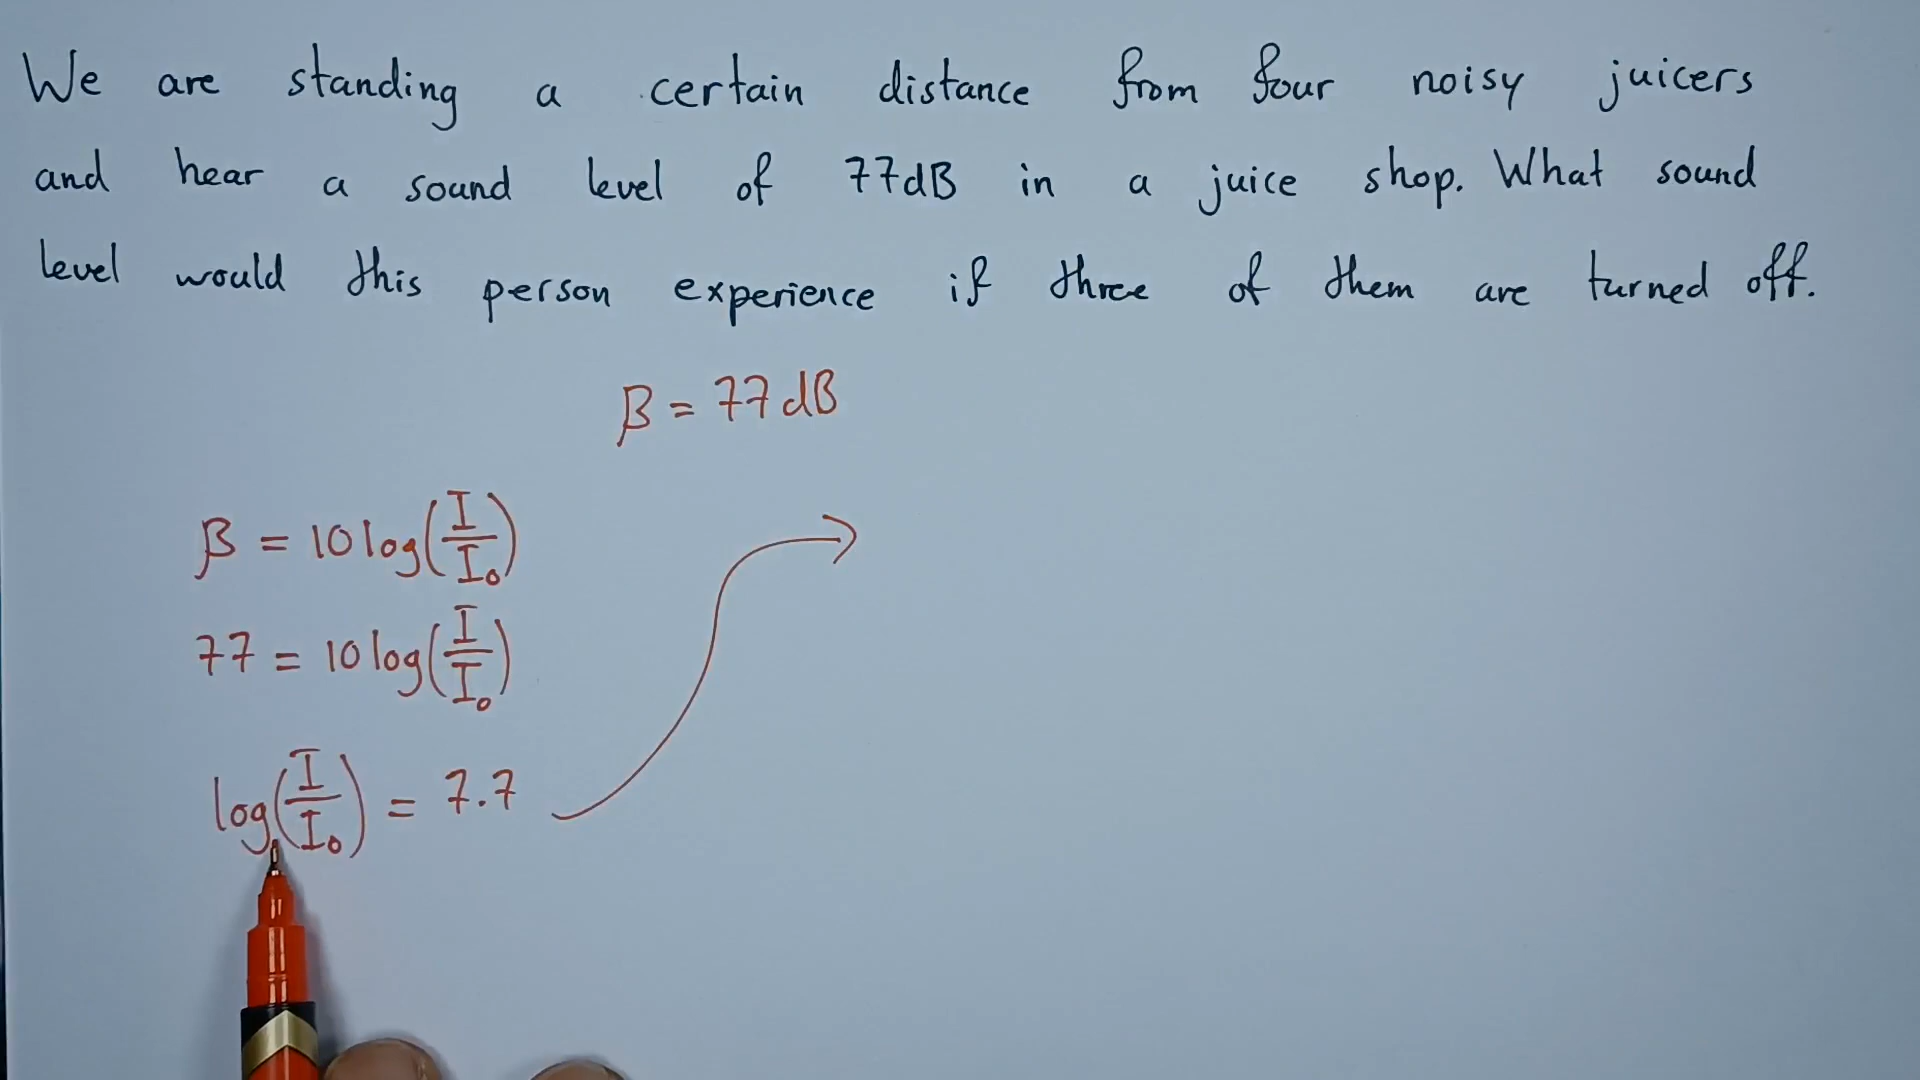 We are standing a certain distance from four noisy juicers
and hear a sound level of 77dB in a juice shop. What sound
level would this person experience if three of them are turned off.
β = 77dB
β = 10 log(I/I₀)
77 = 10 log(I/I₀)
log(I/I₀) = 7.7